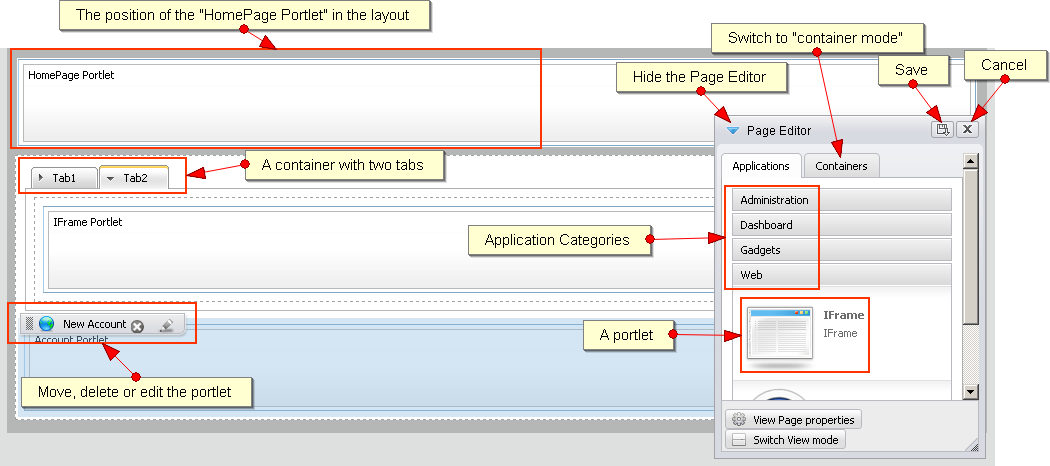 The position of the "HomePage Portlet" in the layout
Switch to "container mode"
Hide the Page Editor
Save
Cancel
HomePage Portlet
Page Editor
A container with two tabs
Tab1
Tab2
Applications
Containers
IFrame Portlet
Application Categories
Administration
Dashboard
Gadgets
Web
New Account
Account Portlet
A portlet
IFrame
IFrame
Move, delete or edit the portlet
View Page properties
Switch View mode